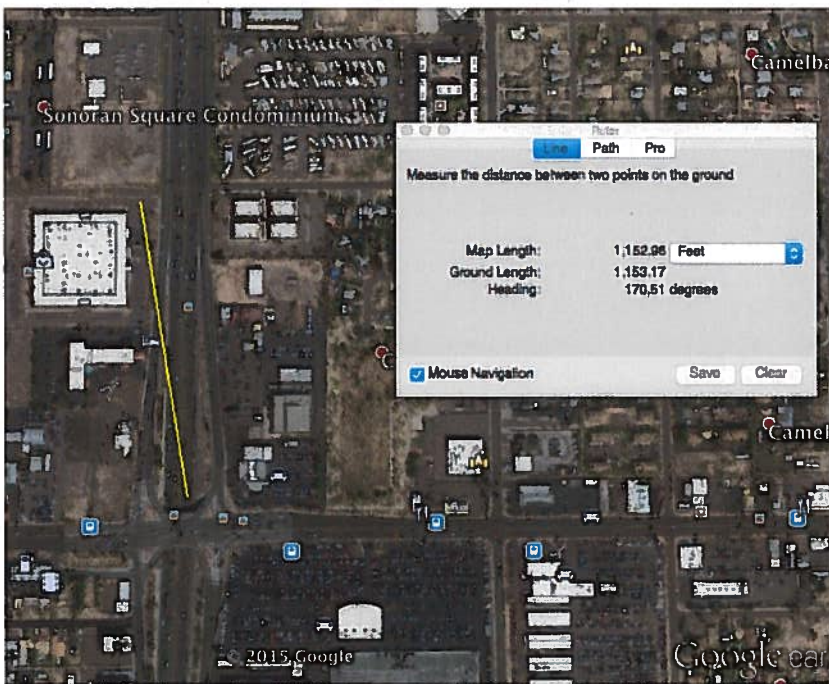 Camelba
Sonoran Square Condominium
Ruler
Line Path Pro
Measure the distance between two points on the ground
Map Length: 1,152.96 Feet
Ground Length: 1,153.17
Heading: 170.51 degrees
Mouse Navigation Save Clear
C
Camel
© 2015 Google
Google ear